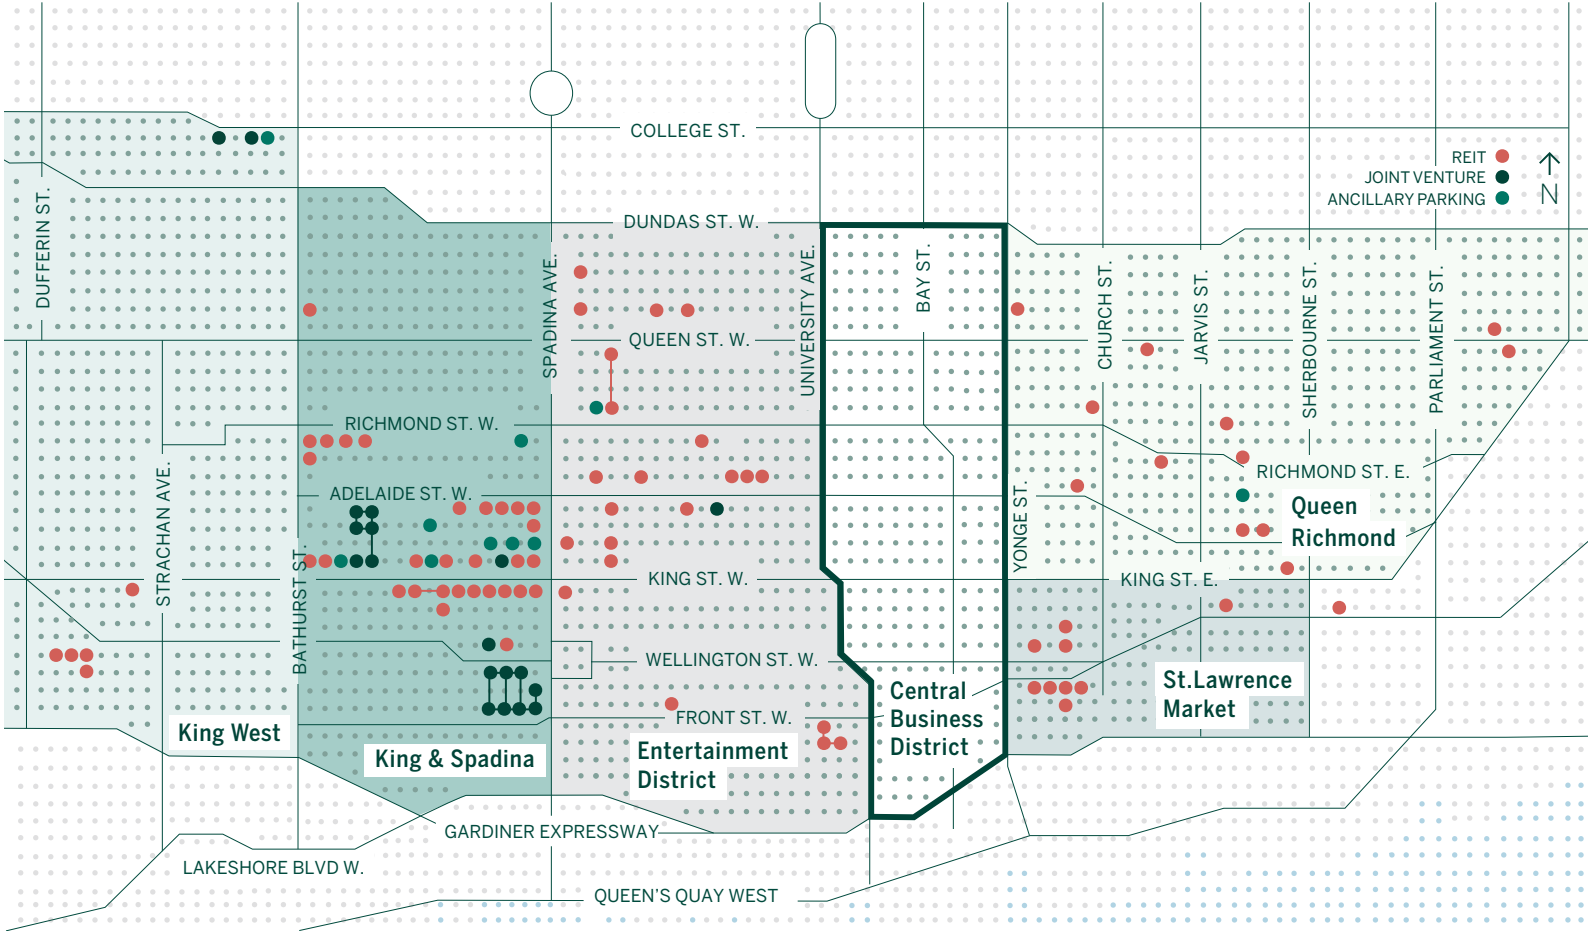 COLLEGE ST.
REIT
JOINT VENTURE
ANCILLARY PARKING
N
DUFFERIN ST.
DUNDAS ST. W.
SPADINA AVE.
UNIVERSITY AVE.
BAY ST.
CHURCH ST.
JARVIS ST.
SHERBOURNE ST.
PARLIAMENT ST.
QUEEN ST. W.
RICHMOND ST. W.
STRACHAN AVE.
ADELAIDE ST. W.
RICHMOND ST. E.
Queen
Richmond
YONGE ST.
BATHURST ST.
KING ST. W.
KING ST. E.
WELLINGTON ST. W.
Central
Business
District
St.Lawrence
Market
FRONT ST. W.
King West
King & Spadina
Entertainment
District
GARDINER EXPRESSWAY
LAKESHORE BLVD W.
QUEEN'S QUAY WEST